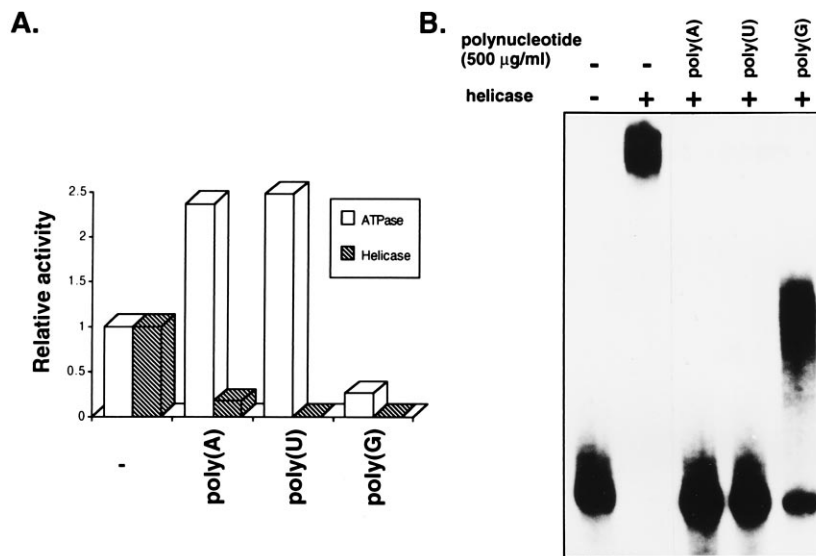 A.
Relative activity
2.5
2
1.5
1
0.5
0
ATPase
Helicase
-
poly(A)
poly(U)
poly(G)
B.
polynucleotide
(500 µg/ml)
- - poly(A) poly(U) poly(G)
helicase - + + + +